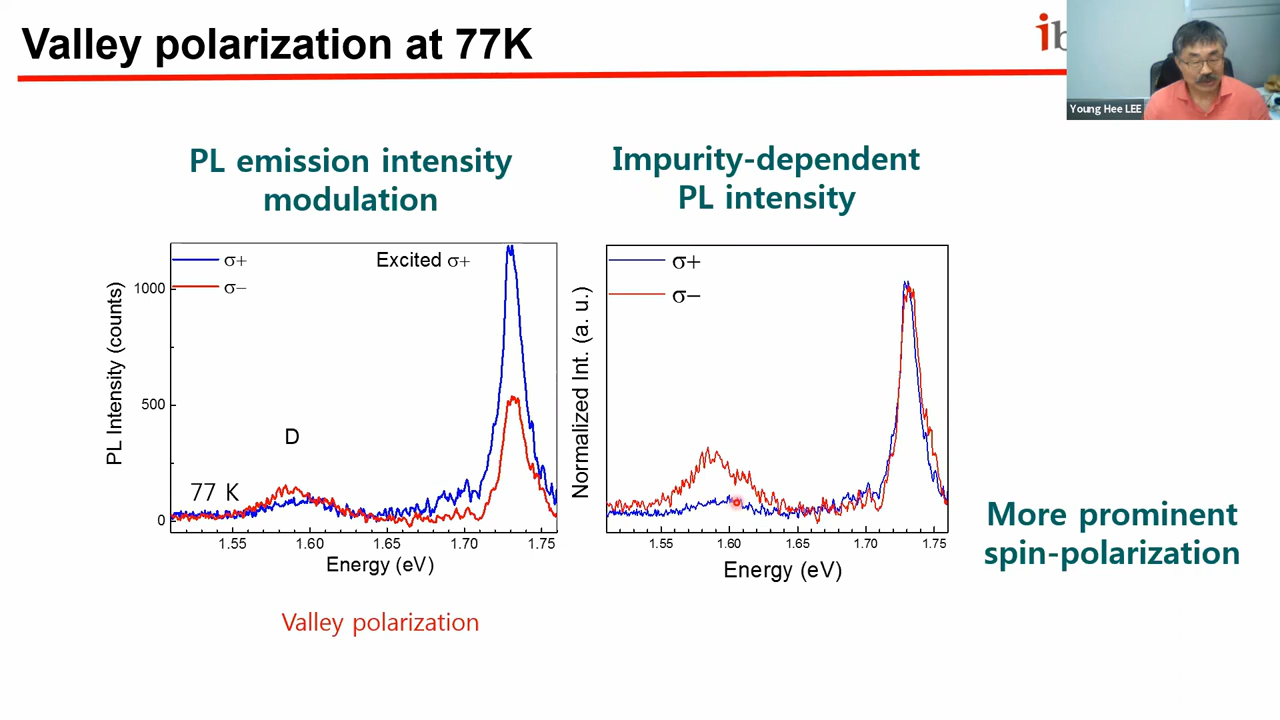 Valley polarization at 77K
Young Hee LEE
PL emission intensity
modulation
Impurity-dependent
PL intensity
σ+
σ−
Excited σ+
D
77 K
PL Intensity (counts)
1000
500
0
1.55
1.60
1.65
1.70
1.75
Energy (eV)
Valley polarization
σ+
σ−
Normalized Int. (a. u.)
1.55
1.60
1.65
1.70
1.75
Energy (eV)
More prominent
spin-polarization